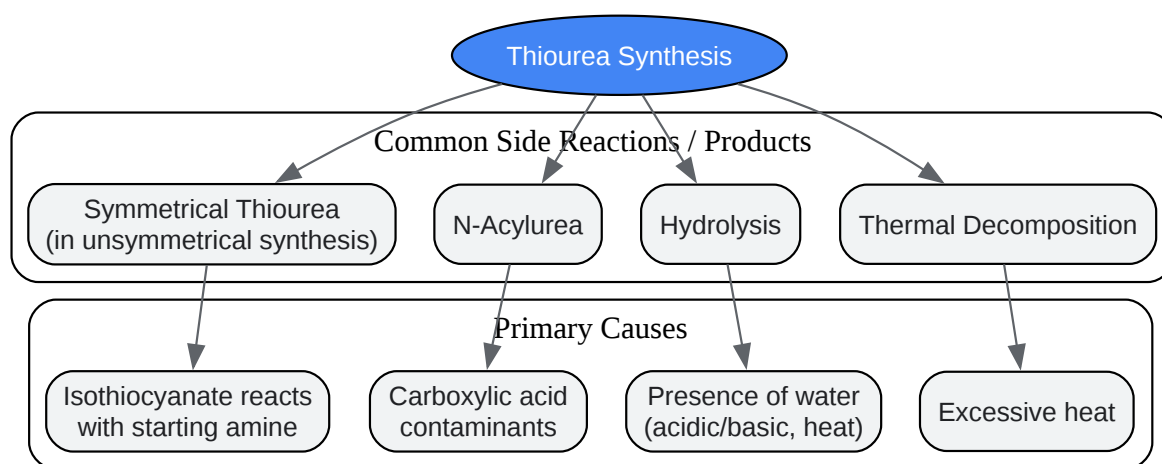 Thiourea Synthesis
Common Side Reactions / Products
Symmetrical Thiourea
(in unsymmetrical synthesis)
N-Acylurea
Hydrolysis
Thermal Decomposition
Primary Causes
Isothiocyanate reacts
with starting amine
Carboxylic acid
contaminants
Presence of water
(acidic/basic, heat)
Excessive heat